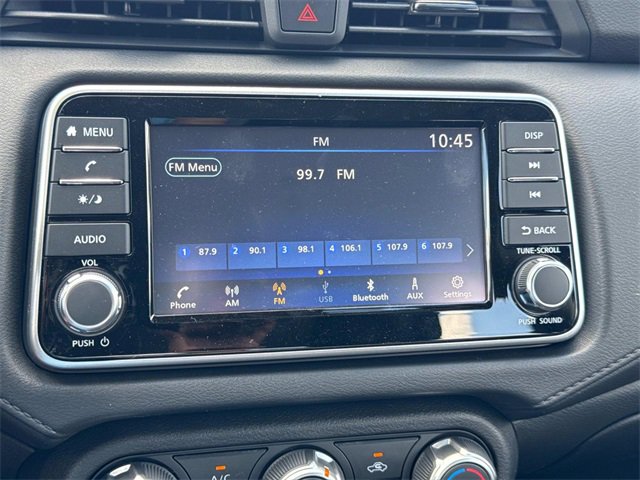 FM
10:45
FM Menu
99.7 FM
1 87.9 2 90.1 3 98.1 4 106.1 5 107.9 6 107.9
Phone AM FM USB Bluetooth AUX Settings
MENU
AUDIO
VOL
PUSH
DISP
BACK
TUNE·SCROLL
PUSH SOUND
A/C